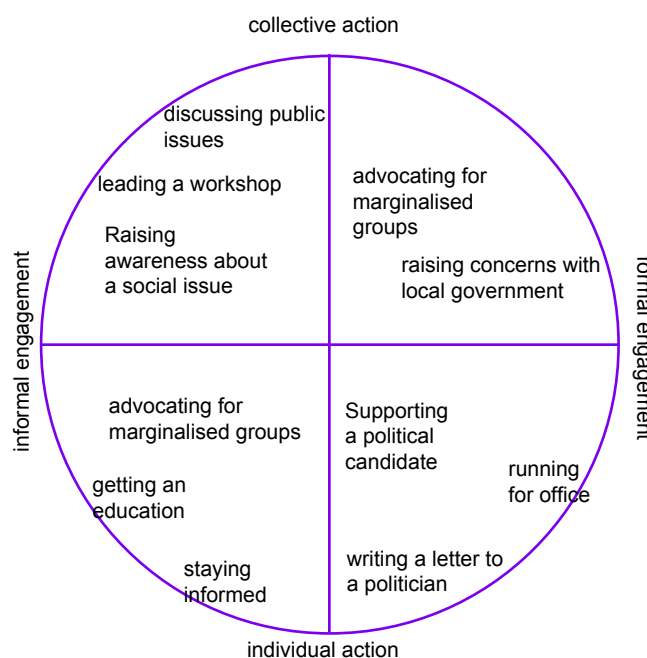 collective action
discussing public
issues
leading a workshop
Raising
awareness about
a social issue
advocating for
marginalised
groups
raising concerns with
local government
informal engagement
formal engagement
advocating for
marginalised groups
getting an
education
staying
informed
Supporting
a political
candidate
running
for office
writing a letter to
a politician
individual action